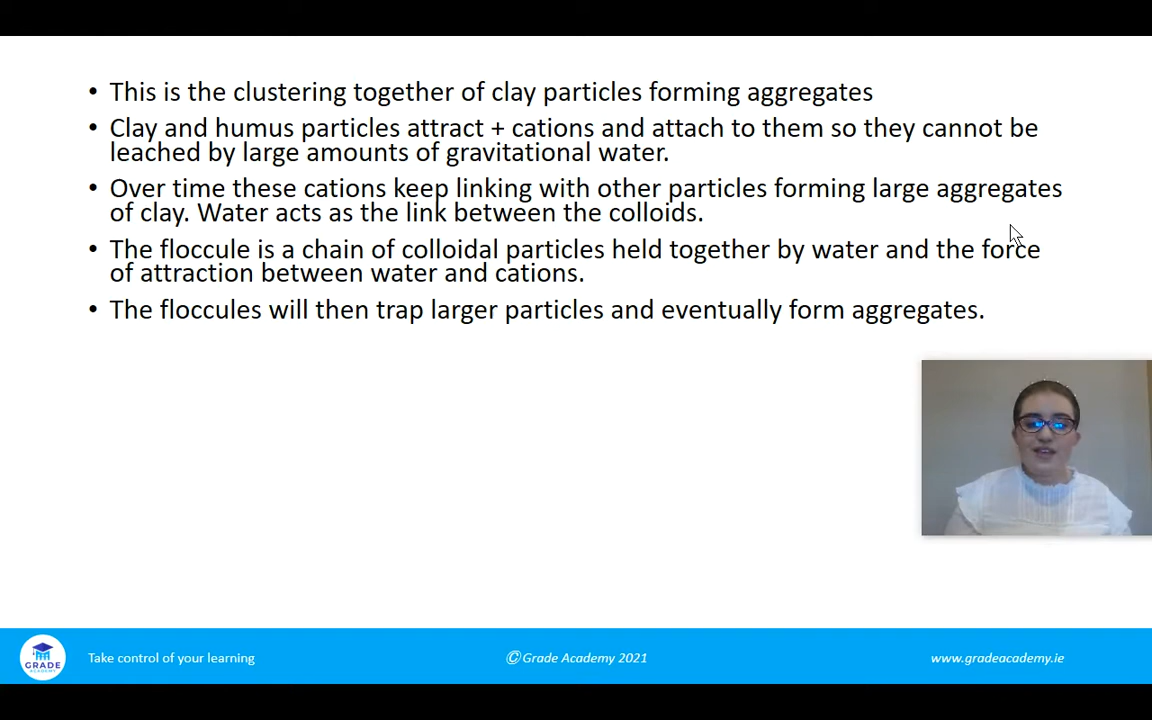 • This is the clustering together of clay particles forming aggregates
• Clay and humus particles attract + cations and attach to them so they cannot be
leached by large amounts of gravitational water.
• Over time these cations keep linking with other particles forming large aggregates
of clay. Water acts as the link between the colloids.
• The floccule is a chain of colloidal particles held together by water and the force
of attraction between water and cations.
• The floccules will then trap larger particles and eventually form aggregates.
GRADE
ACADEMY
Take control of your learning
©Grade Academy 2021
www.gradeacademy.ie